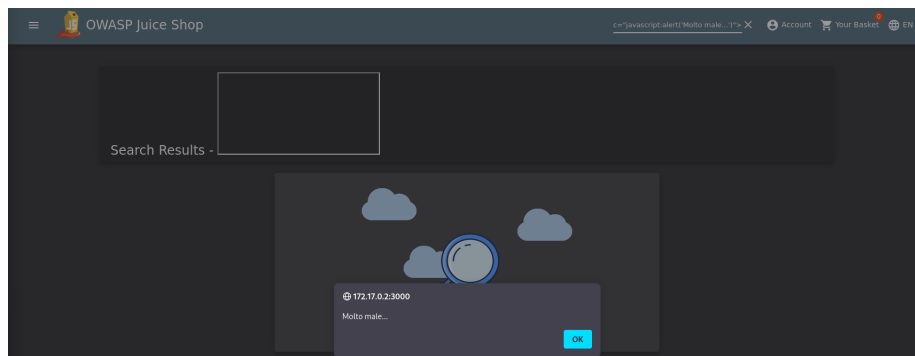 OWASP Juice Shop
c="javascript:alert('Molto male...')">
Account
0
Your Basket
EN
Search Results -
172.17.0.2:3000
Molto male...
OK